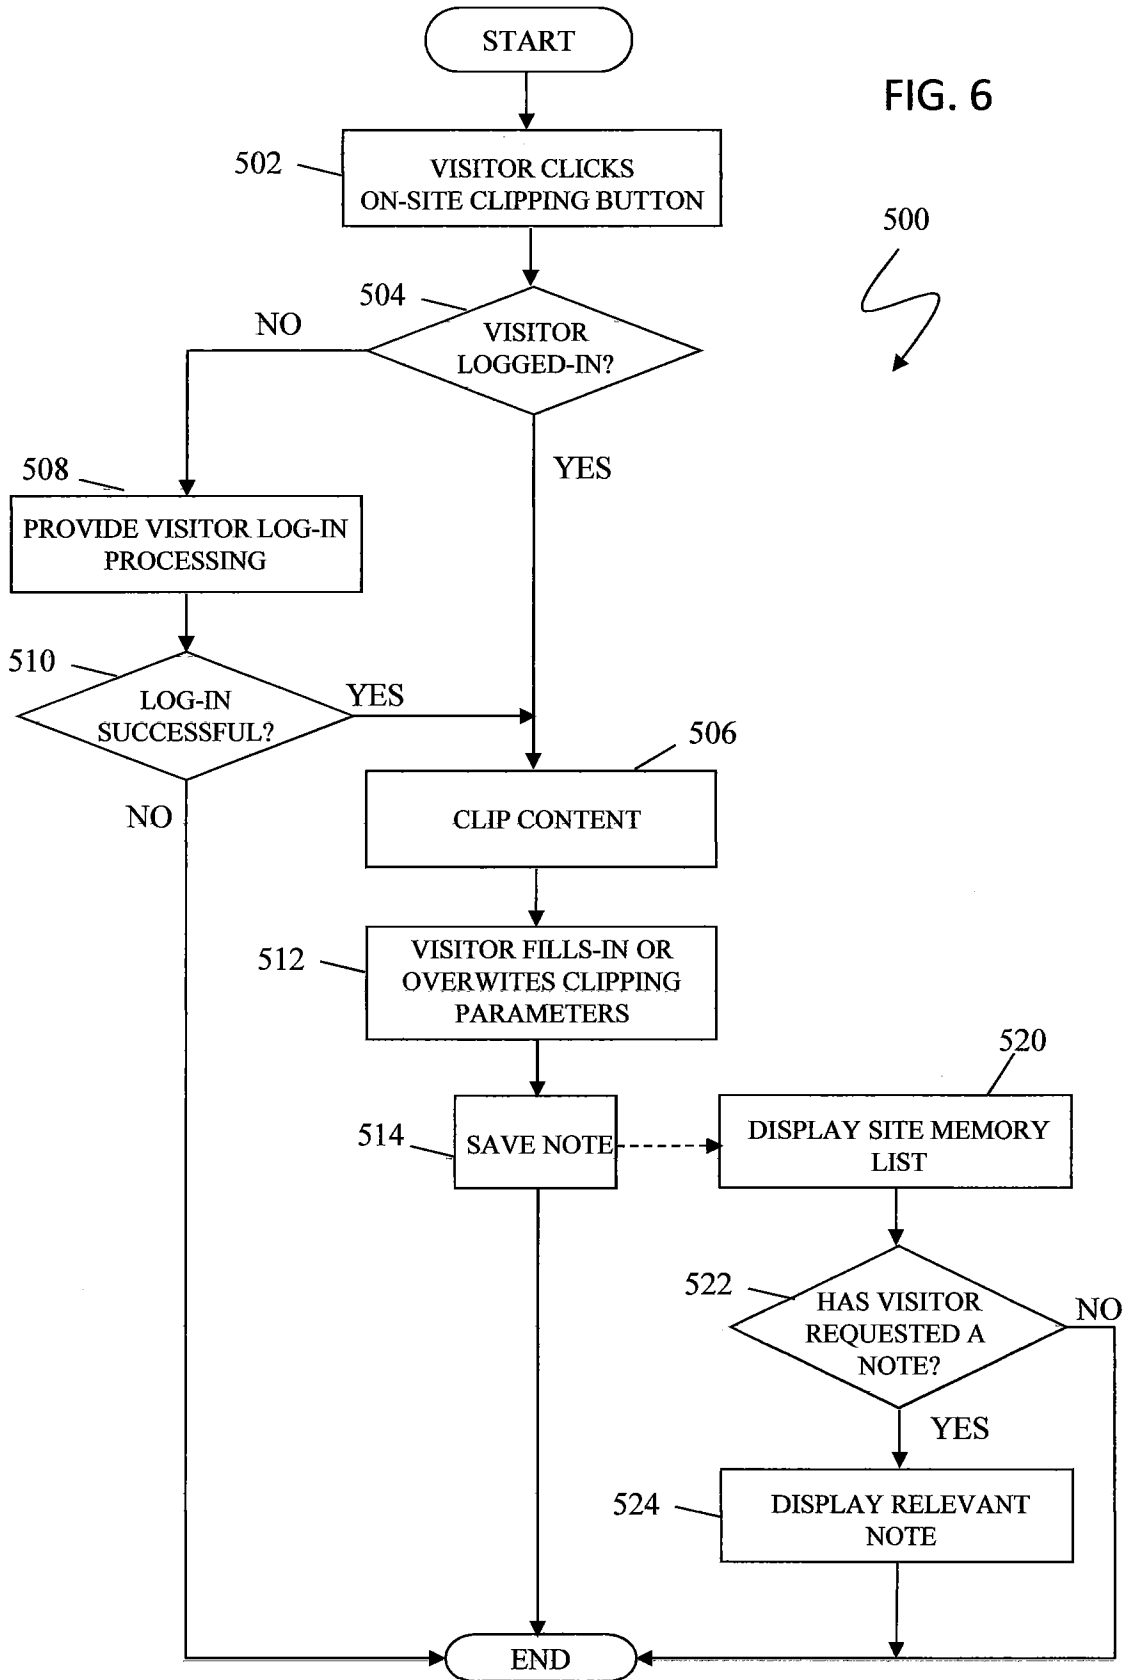 START
FIG. 6
502
VISITOR CLICKS
ON-SITE CLIPPING BUTTON
500
504
NO
VISITOR
LOGGED-IN?
YES
508
PROVIDE VISITOR LOG-IN
PROCESSING
510
LOG-IN
SUCCESSFUL?
YES
506
NO
CLIP CONTENT
512
VISITOR FILLS-IN OR
OVERWITES CLIPPING
PARAMETERS
520
514
SAVE NOTE
DISPLAY SITE MEMORY
LIST
522
HAS VISITOR
REQUESTED A
NOTE?
NO
YES
524
DISPLAY RELEVANT
NOTE
END